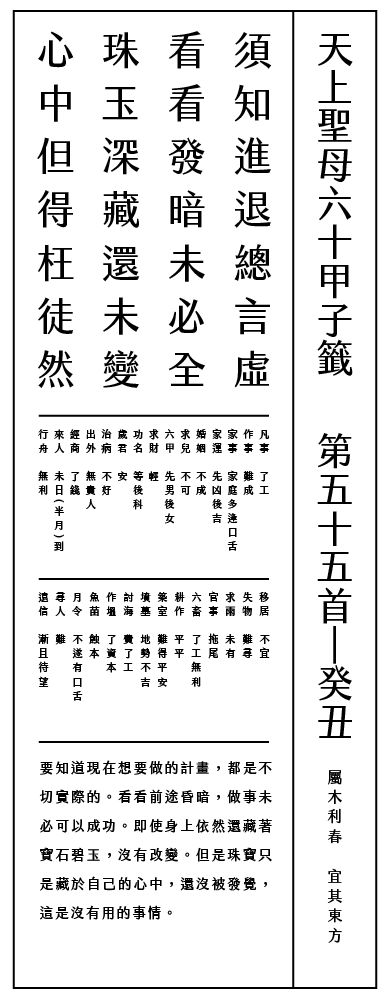 天上聖母六十甲子籤　第五十五首｜癸丑　屬木利春　宜其東方
須知進退總言虛
看看發暗未必全
珠玉深藏還未變
心中但得枉徒然
凡事　了工
作事　難成
家事　家庭多逢口舌
家運　先凶後吉
婚姻　不成
求兒　不可
六甲　先男後女
求財　輕
功名　等後科
歲君　安
治病　不好
出外　無貴人
經商　了錢
來人　未日(半月)到
行舟　無利
移居　不宜
失物　難尋
求雨　未有
官事　拖尾
六畜　了工無利
耕作　平平
築室　難得平安
墳墓　地勢不吉
討海　費了工
作塭　了資本
魚苗　蝕本
月令　不遂有口舌
尋人　難
遠信　漸且待望
要知道現在想要做的計畫，都是不
切實際的。看看前途昏暗，做事未
必可以成功。即使身上依然還藏著
寶石碧玉，沒有改變。但是珠寶只
是藏於自己的心中，還沒被發覺，
這是沒有用的事情。